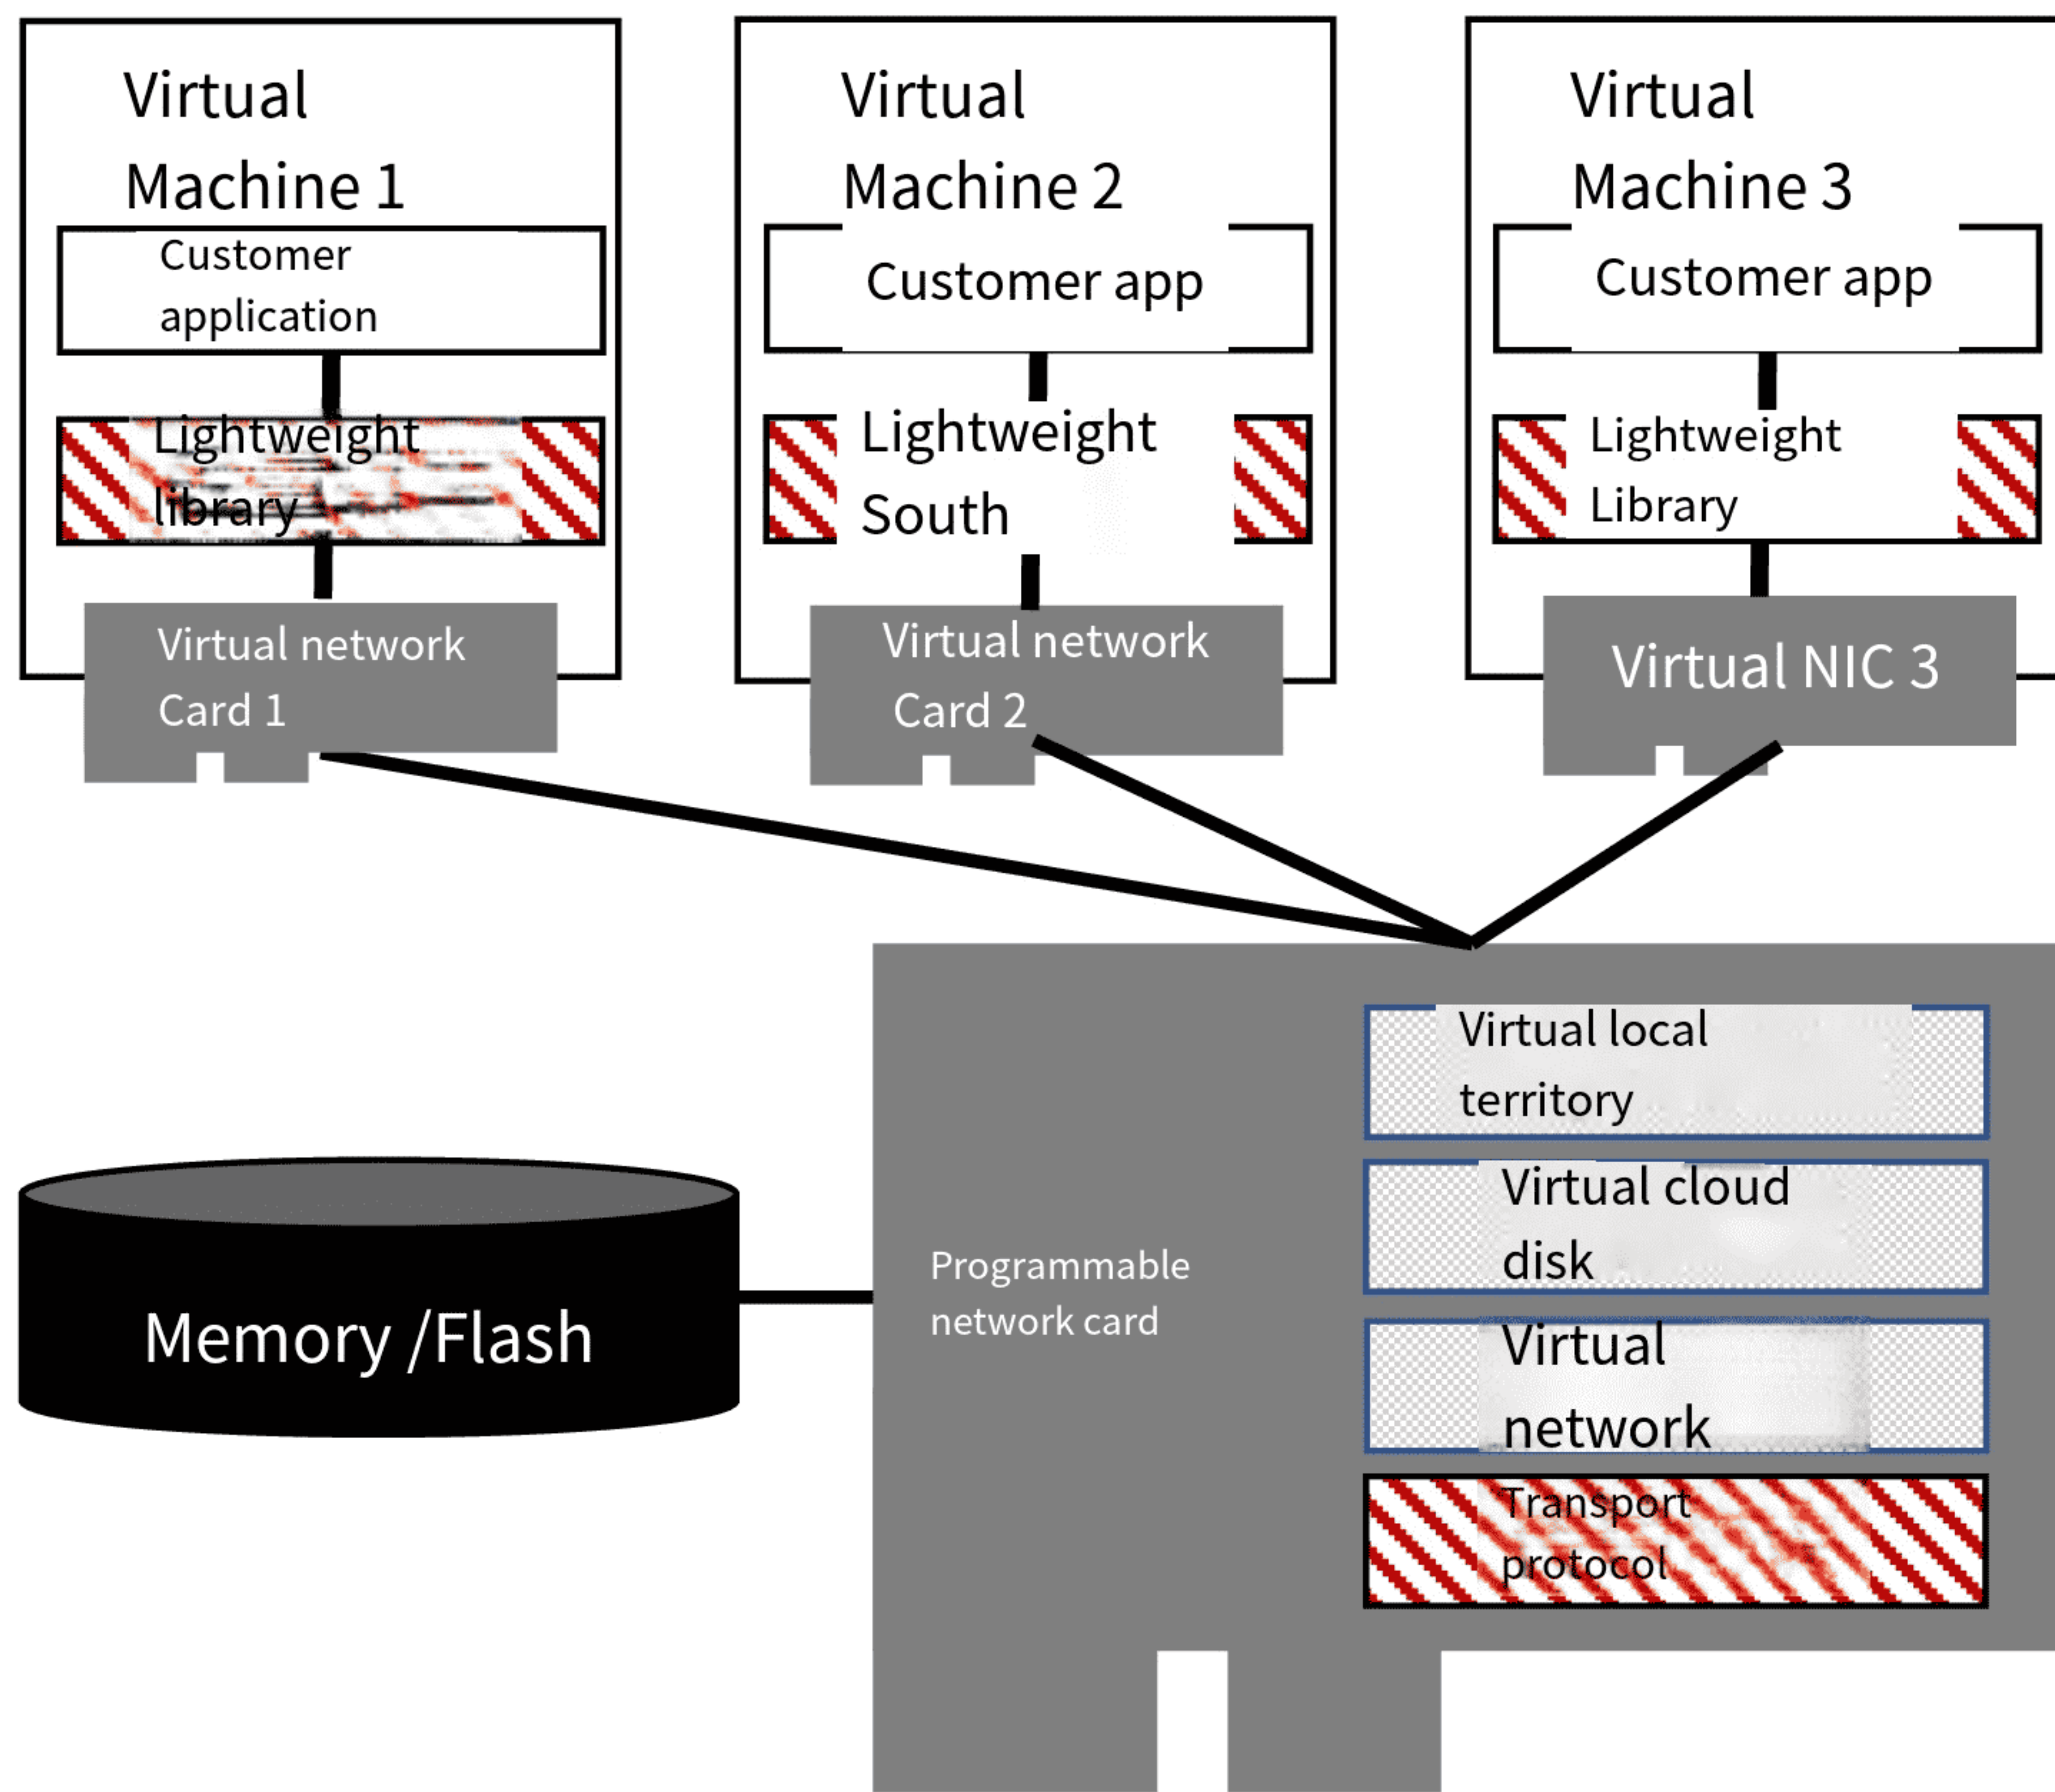 Virtual
Machine 1
Customer
application
Lightweight
library
Virtual network
Card 1
Virtual
Machine 2
Customer app
Lightweight
South
Virtual network
Card 2
Virtual
Machine 3
Customer app
Lightweight
Library
Virtual NIC 3
Memory /Flash
Programmable
network card
Virtual local
territory
Virtual cloud
disk
Virtual
network
Transport
protocol